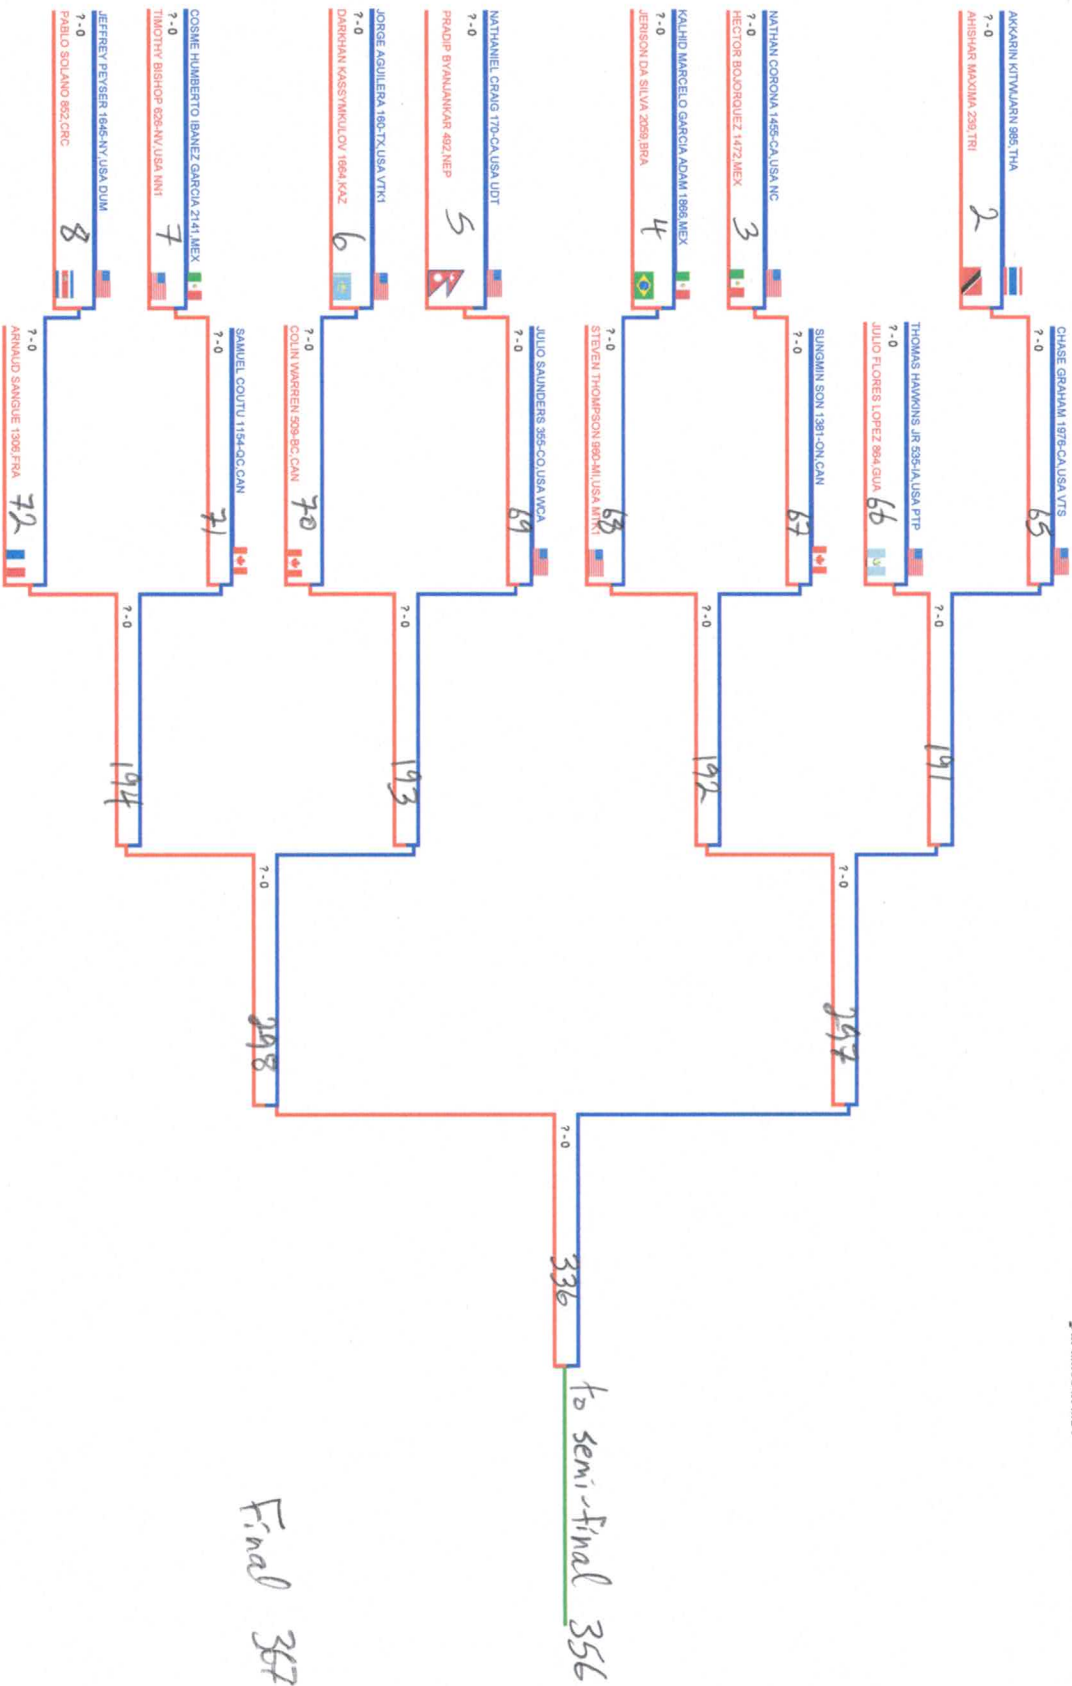 CHASE GRAHAM 1976-CA,USA VTS
? - 0
65
AKKARIN KITWIJARN 985,THA
? - 0
2
AHISHAR MAXIMA 239,TRI
THOMAS HAWKINS JR 535-IA,USA PTP
? - 0
66
JULIO FLORES LOPEZ 864,GUA
? - 0
191
SUNGMIN SON 1381-ON,CAN
? - 0
67
NATHAN CORONA 1455-CA,USA NC
? - 0
3
HECTOR BOJORQUEZ 1472,MEX
KALHID MARCELO GARCIA ADAM 1866,MEX
? - 0
4
JERISON DA SILVA 2059,BRA
? - 0
68
STEVEN THOMPSON 960-MI,USA MTK1
? - 0
192
? - 0
297
JULIO SAUNDERS 355-CO,USA WCA
? - 0
69
NATHANIEL CRAIG 170-CA,USA UDT
? - 0
5
PRADIP BYANJANKAR 492,NEP
JORGE AGUILERA 160-TX,USA VTK1
? - 0
6
DARKHAN KASSYMKULOV 1664,KAZ
? - 0
70
COLIN WARREN 509-BC,CAN
? - 0
193
SAMUEL COUTU 1154-QC,CAN
? - 0
71
COSME HUMBERTO IBANEZ GARCIA 2141,MEX
? - 0
7
TIMOTHY BISHOP 626-NV,USA NN1
JEFFREY PEYSER 1645-NY,USA DUM
? - 0
8
PABLO SOLANO 852,CRC
? - 0
72
ARNAUD SANGUE 1306,FRA
? - 0
194
? - 0
298
? - 0
336
to semi-final 356
Final 367